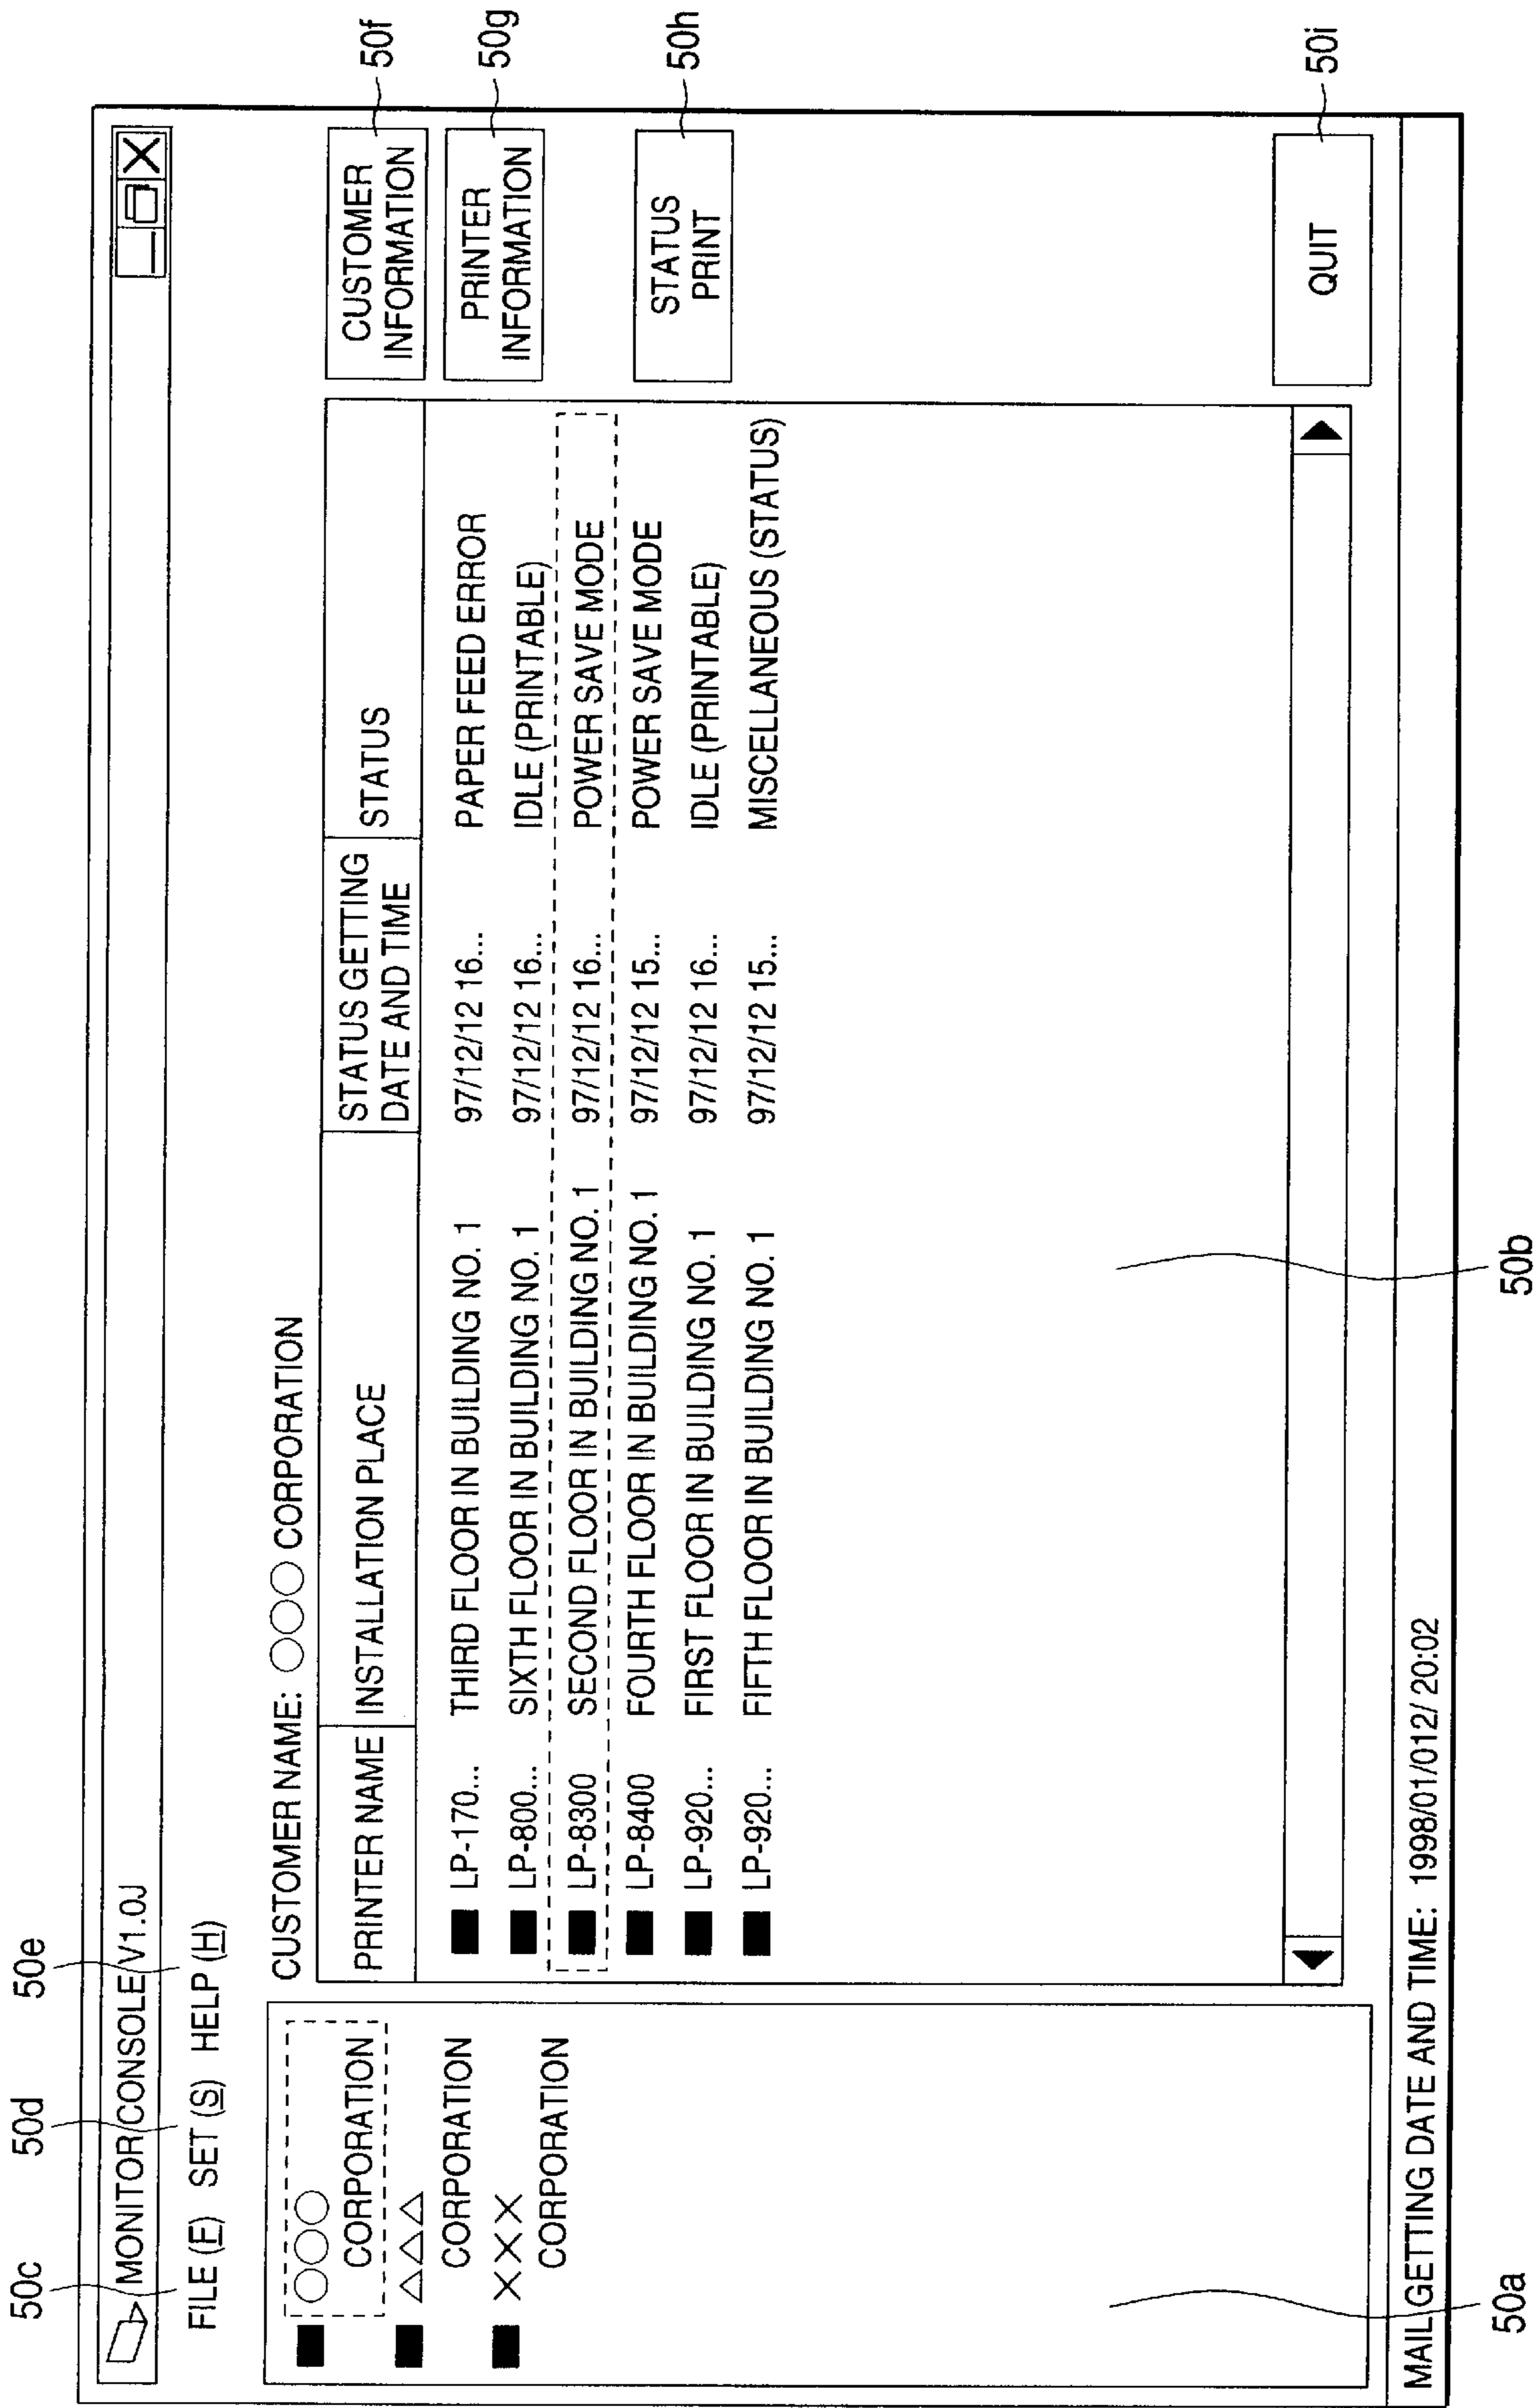 50c 50d 50e
MONITOR CONSOLE V1.0J
FILE (F) SET (S) HELP (H)
CUSTOMER NAME: ○○○ CORPORATION
○○○
CORPORATION
△△△
CORPORATION
×××
CORPORATION
PRINTER NAME INSTALLATION PLACE STATUS GETTING DATE AND TIME STATUS
LP-170... THIRD FLOOR IN BUILDING NO. 1 97/12/12 16... PAPER FEED ERROR
LP-800... SIXTH FLOOR IN BUILDING NO. 1 97/12/12 16... IDLE (PRINTABLE)
LP-8300 SECOND FLOOR IN BUILDING NO. 1 97/12/12 16... POWER SAVE MODE
LP-8400 FOURTH FLOOR IN BUILDING NO. 1 97/12/12 15... POWER SAVE MODE
LP-920... FIRST FLOOR IN BUILDING NO. 1 97/12/12 16... IDLE (PRINTABLE)
LP-920... FIFTH FLOOR IN BUILDING NO. 1 97/12/12 15... MISCELLANEOUS (STATUS)
CUSTOMER
INFORMATION
50f
PRINTER
INFORMATION
50g
STATUS
PRINT
50h
QUIT
50i
MAIL GETTING DATE AND TIME: 1998/01/012/ 20:02
50a
50b